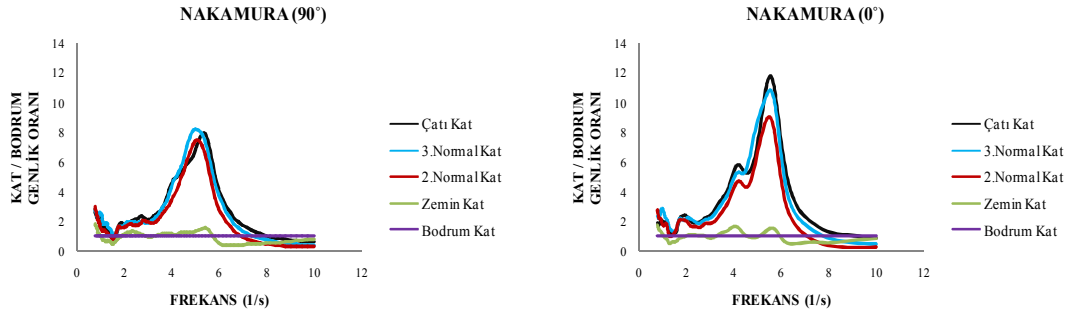 NAKAMURA (90˚)
KAT / BODRUM
GENLİK ORANI
14
12
10
8
6
4
2
0
0
2
4
6
8
10
12
FREKANS (1/s)
Çatı Kat
3.Normal Kat
2.Normal Kat
Zemin Kat
Bodrum Kat
NAKAMURA (0˚)
KAT / BODRUM
GENLİK ORANI
14
12
10
8
6
4
2
0
0
2
4
6
8
10
12
FREKANS (1/s)
Çatı Kat
3.Normal Kat
2.Normal Kat
Zemin Kat
Bodrum Kat